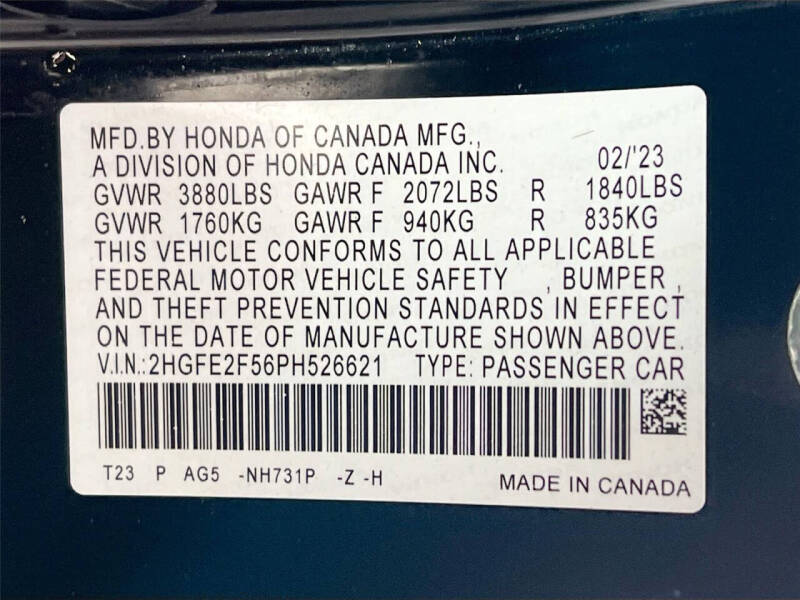 MFD.BY HONDA OF CANADA MFG.,
A DIVISION OF HONDA CANADA INC. 02/'23
GVWR 3880LBS GAWR F 2072LBS R 1840LBS
GVWR 1760KG GAWR F 940KG R 835KG
THIS VEHICLE CONFORMS TO ALL APPLICABLE
FEDERAL MOTOR VEHICLE SAFETY , BUMPER ,
AND THEFT PREVENTION STANDARDS IN EFFECT
ON THE DATE OF MANUFACTURE SHOWN ABOVE.
V.I.N.:2HGFE2F56PH526621 TYPE: PASSENGER CAR
T23 P AG5 -NH731P -Z -H MADE IN CANADA